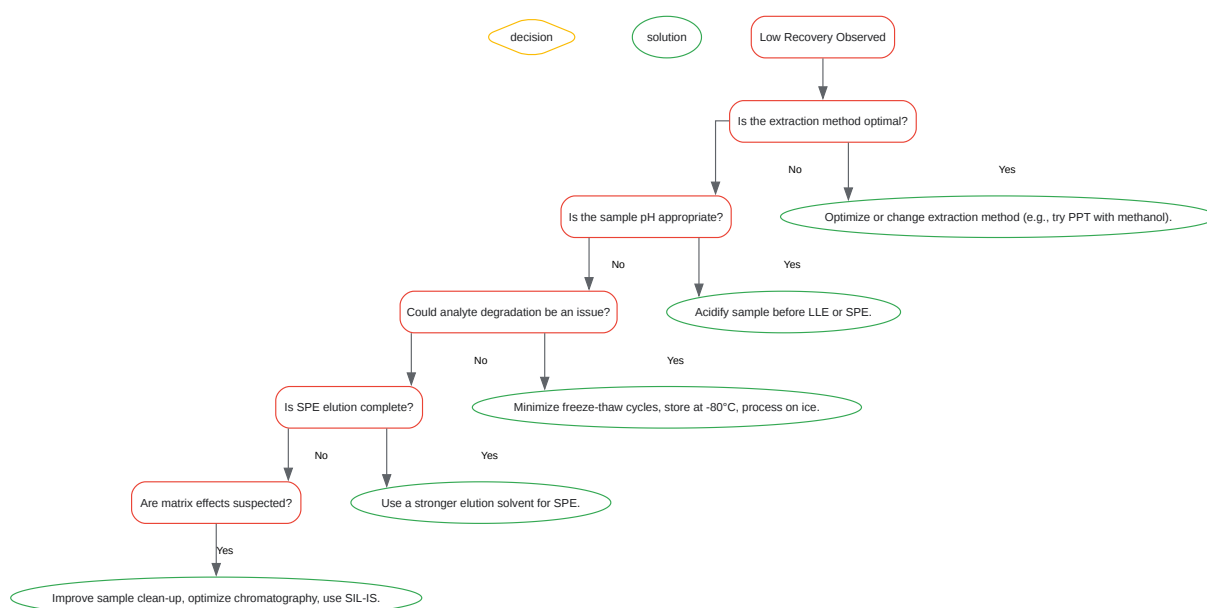 decision
solution
Low Recovery Observed
Is the extraction method optimal?
No
Yes
Is the sample pH appropriate?
Optimize or change extraction method (e.g., try PPT with methanol).
No
Yes
Could analyte degradation be an issue?
Acidify sample before LLE or SPE.
No
Yes
Is SPE elution complete?
Minimize freeze-thaw cycles, store at -80°C, process on ice.
No
Yes
Are matrix effects suspected?
Use a stronger elution solvent for SPE.
Yes
Improve sample clean-up, optimize chromatography, use SIL-IS.